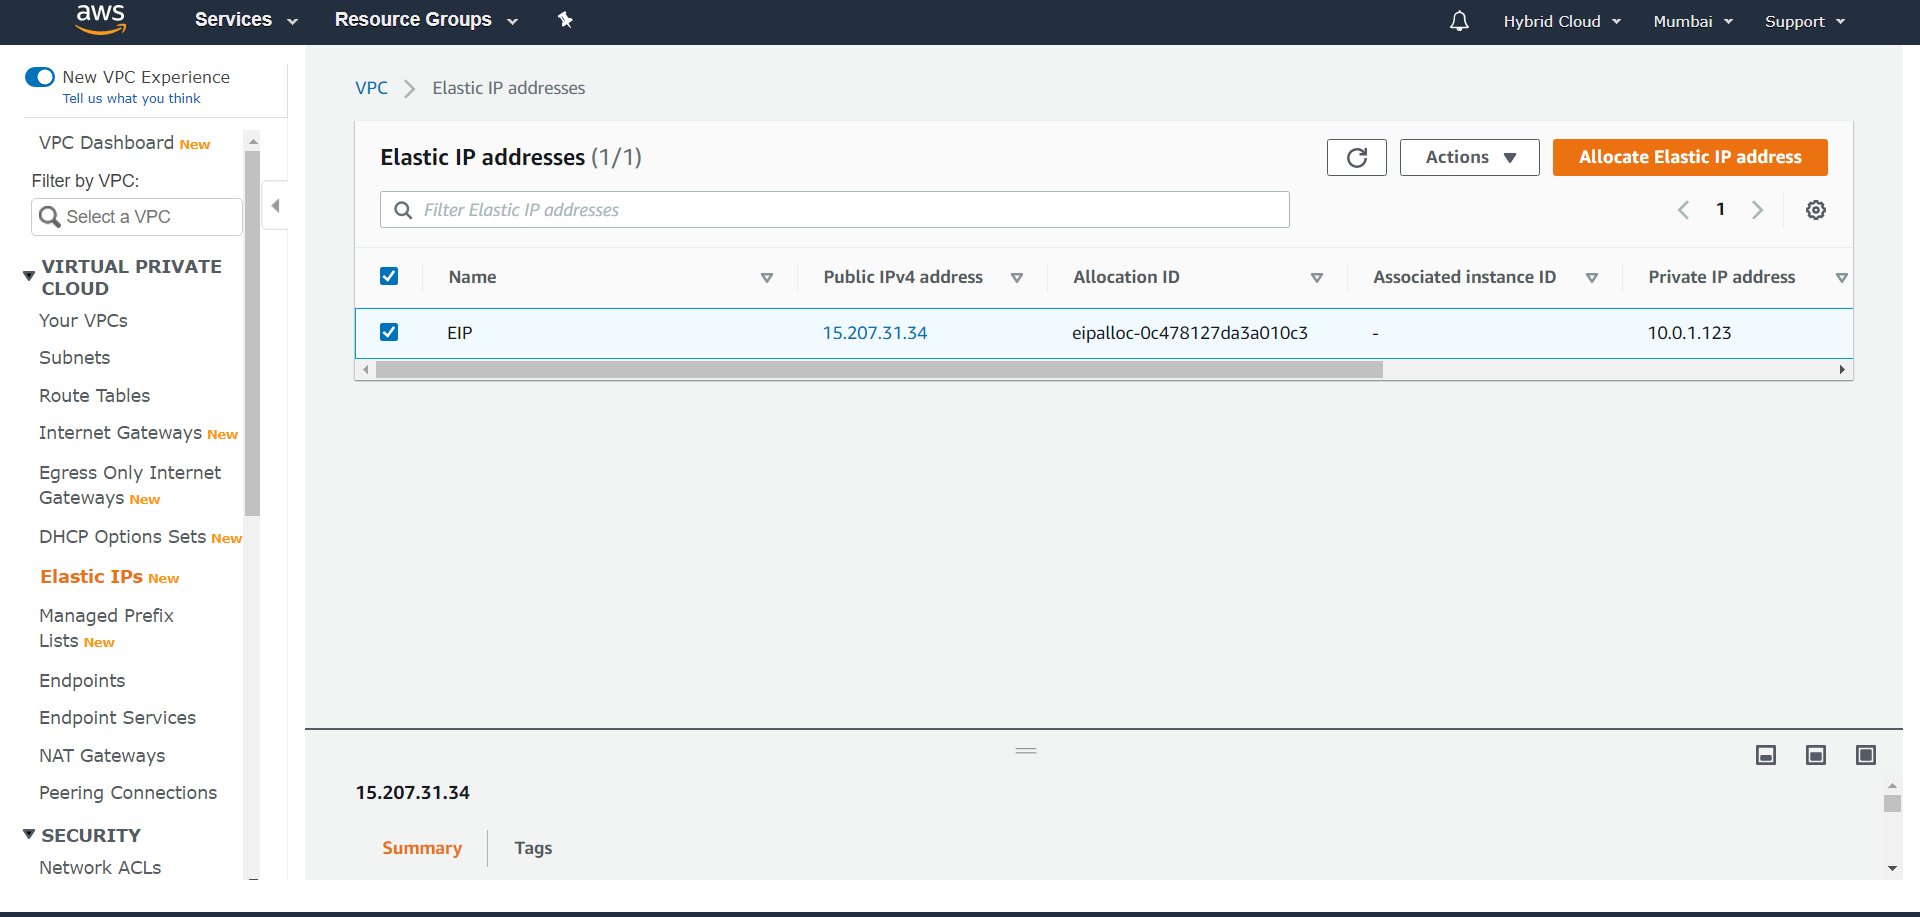 aws Services Resource Groups Hybrid Cloud Mumbai Support
New VPC Experience
Tell us what you think
VPC Dashboard New
Filter by VPC:
Select a VPC
VIRTUAL PRIVATE
CLOUD
Your VPCs
Subnets
Route Tables
Internet Gateways New
Egress Only Internet
Gateways New
DHCP Options Sets New
Elastic IPs New
Managed Prefix
Lists New
Endpoints
Endpoint Services
NAT Gateways
Peering Connections
SECURITY
Network ACLs
VPC Elastic IP addresses
Elastic IP addresses (1/1) Actions Allocate Elastic IP address
Filter Elastic IP addresses 1
Name Public IPv4 address Allocation ID Associated instance ID Private IP address
EIP 15.207.31.34 eipalloc-0c478127da3a010c3 - 10.0.1.123
15.207.31.34
Summary Tags